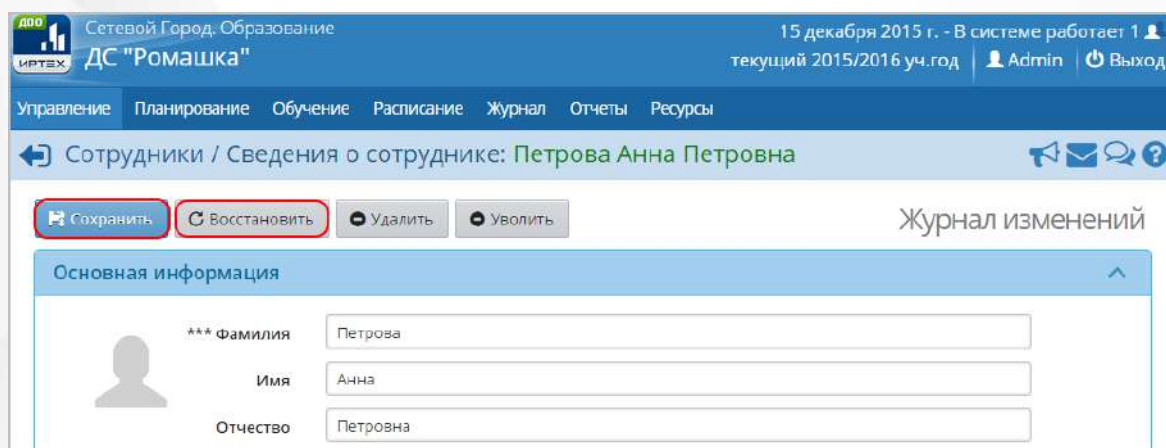 ДОО
ИРТЕХ
Сетевой Город. Образование
ДС "Ромашка"
15 декабря 2015 г. - В системе работает 1
текущий 2015/2016 уч.год Admin Выход
Управление Планирование Обучение Расписание Журнал Отчеты Ресурсы
Сотрудники / Сведения о сотруднике: Петрова Анна Петровна
Сохранить Восстановить Удалить Уволить Журнал изменений
Основная информация
*** Фамилия Петрова
Имя Анна
Отчество Петровна